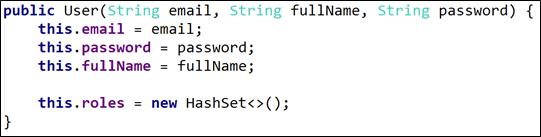 public User(String email, String fullName, String password) {
    this.email = email;
    this.password = password;
    this.fullName = fullName;

    this.roles = new HashSet<>();
}